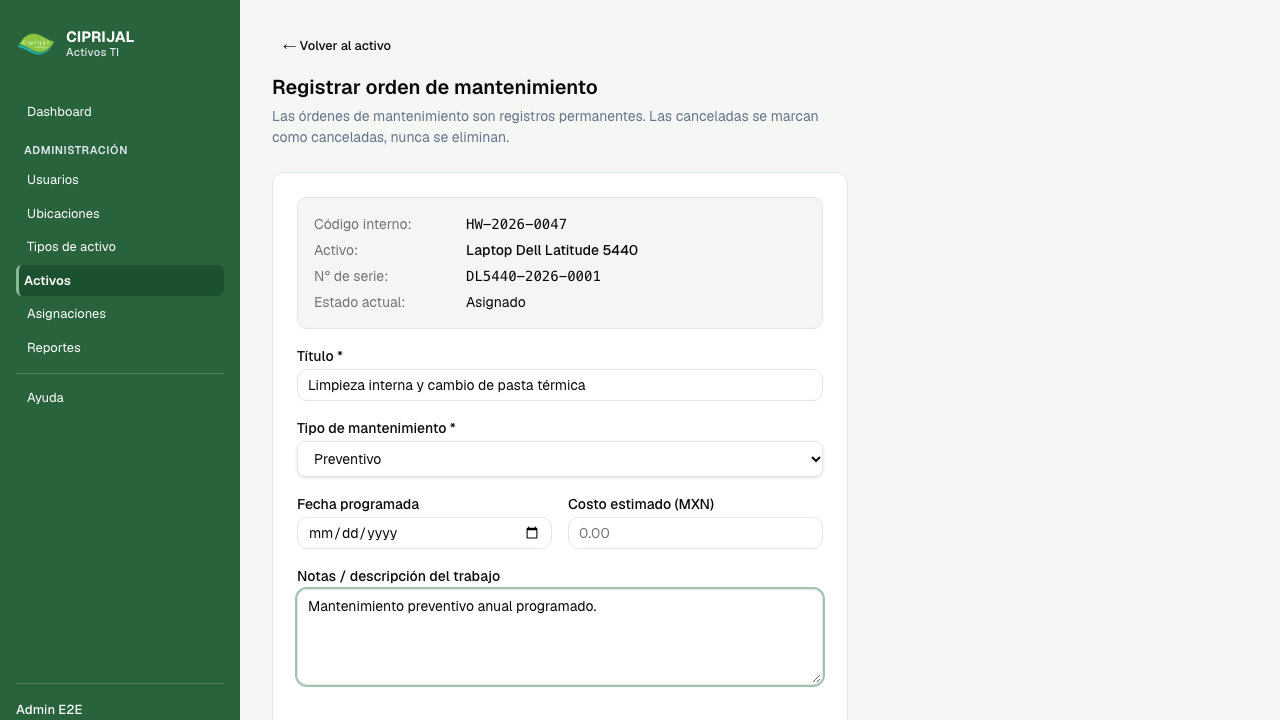 CIPRIJAL
Activos TI
Dashboard
ADMINISTRACIÓN
Usuarios
Ubicaciones
Tipos de activo
Activos
Asignaciones
Reportes
Ayuda
Admin E2E
← Volver al activo
Registrar orden de mantenimiento
Las órdenes de mantenimiento son registros permanentes. Las canceladas se marcan
como canceladas, nunca se eliminan.
Código interno: HW-2026-0047
Activo: Laptop Dell Latitude 5440
N° de serie: DL5440-2026-0001
Estado actual: Asignado
Título *
Limpieza interna y cambio de pasta térmica
Tipo de mantenimiento *
Preventivo
Fecha programada Costo estimado (MXN)
mm/dd/yyyy 0.00
Notas / descripción del trabajo
Mantenimiento preventivo anual programado.